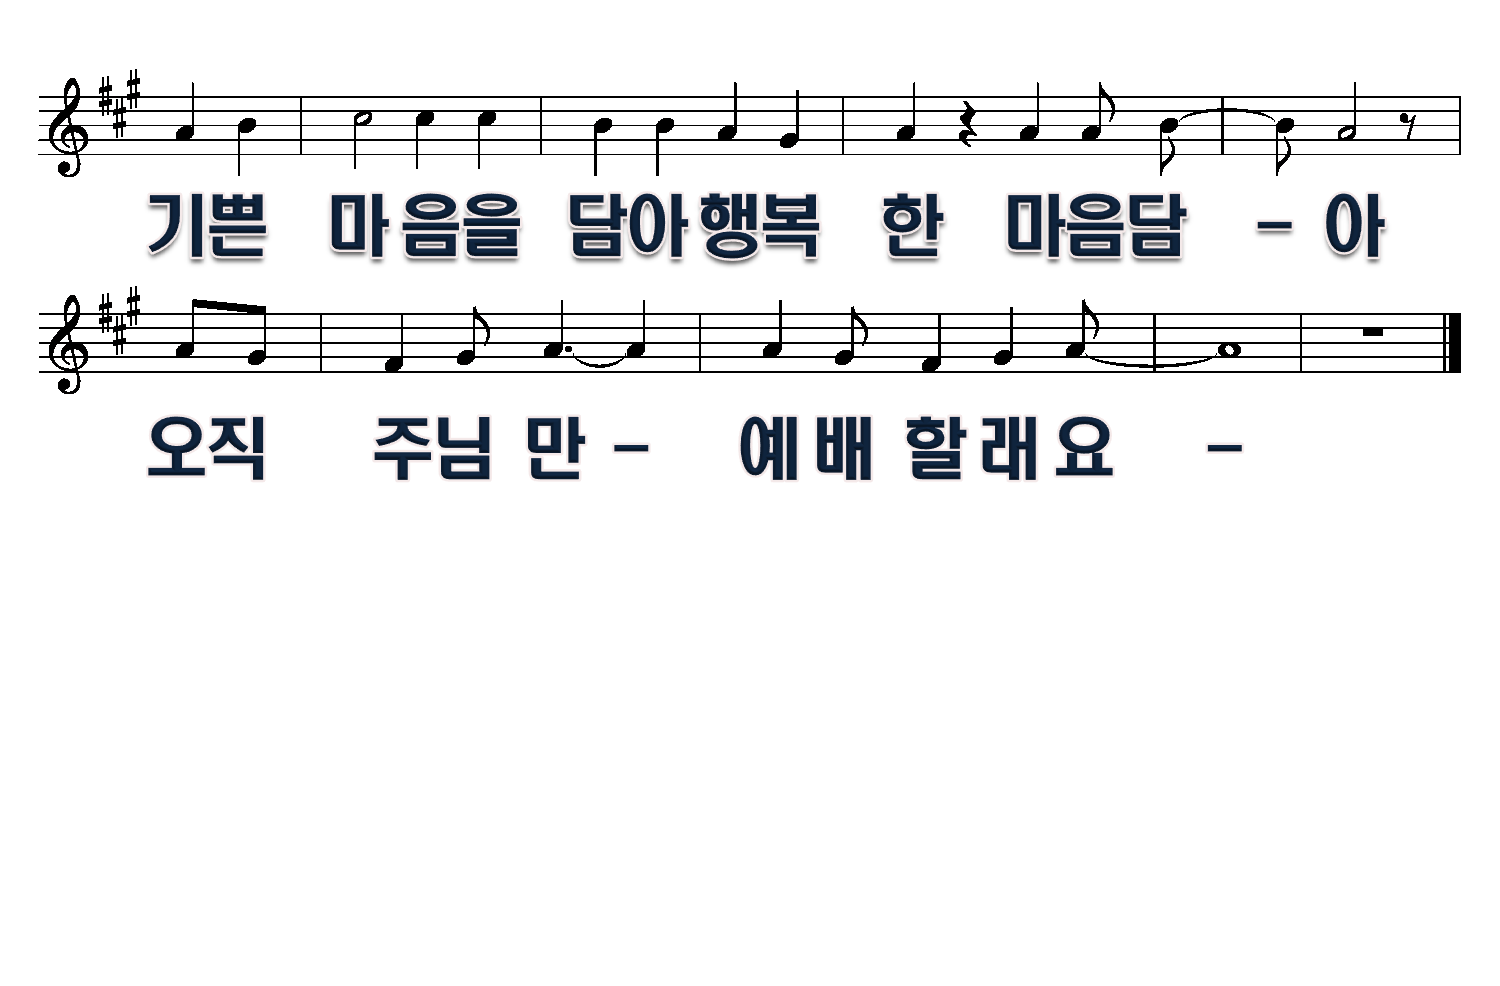 기쁜 마 음을 담아행복 한 마음담 - 아
오직 주님 만 - 예 배 할 래 요 -